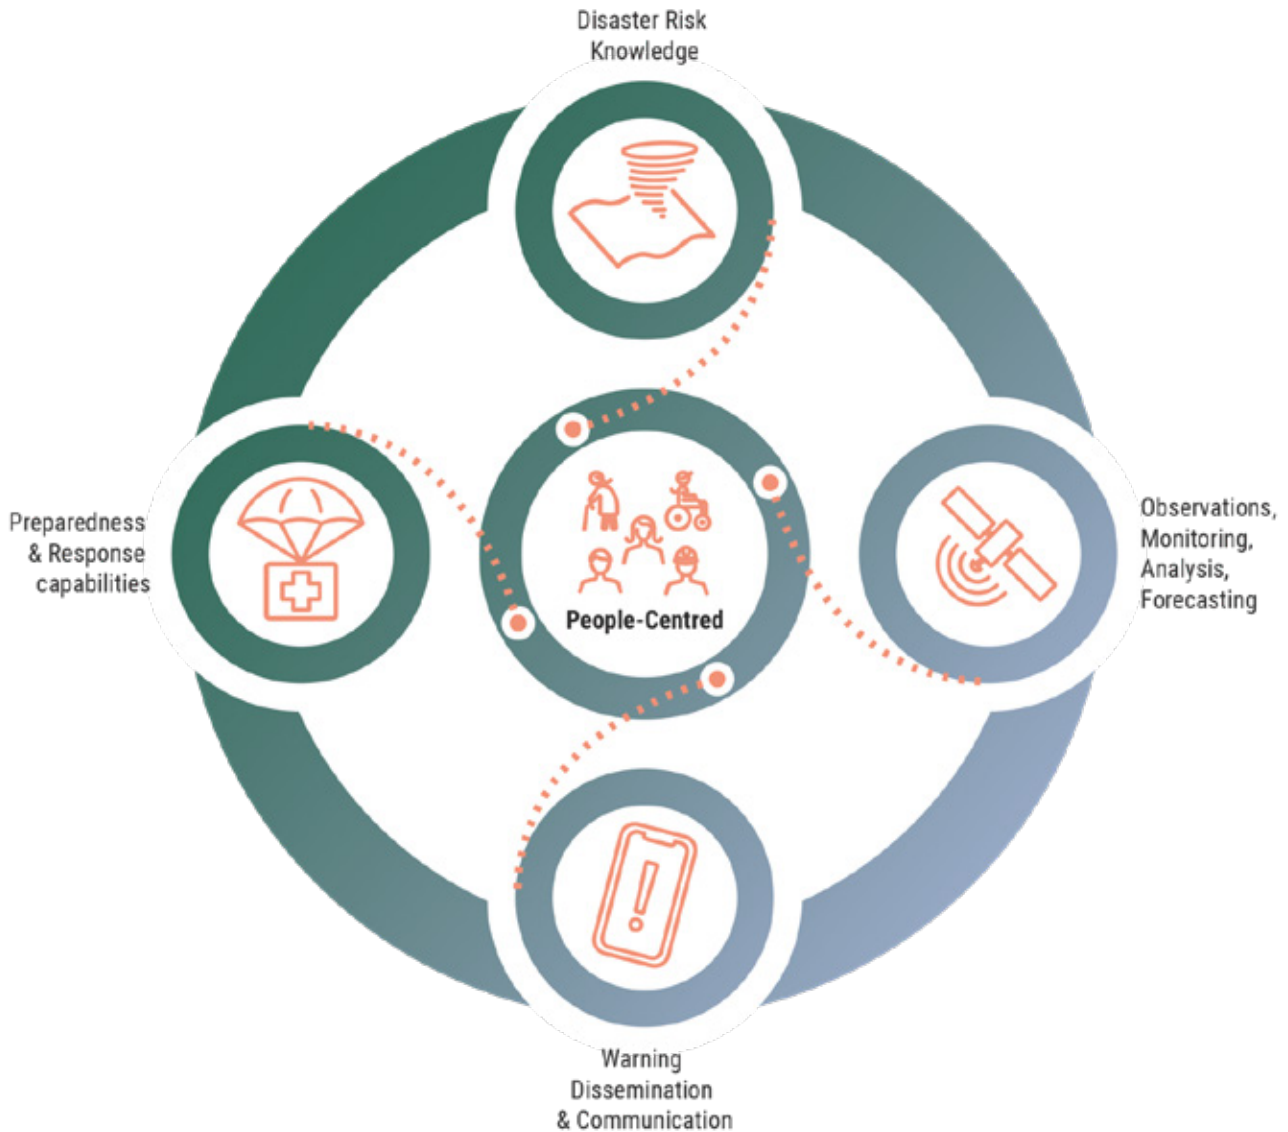 Disaster Risk
Knowledge
Preparedness
& Response
capabilities
People-Centred
Observations,
Monitoring,
Analysis,
Forecasting
Warning
Dissemination
& Communication